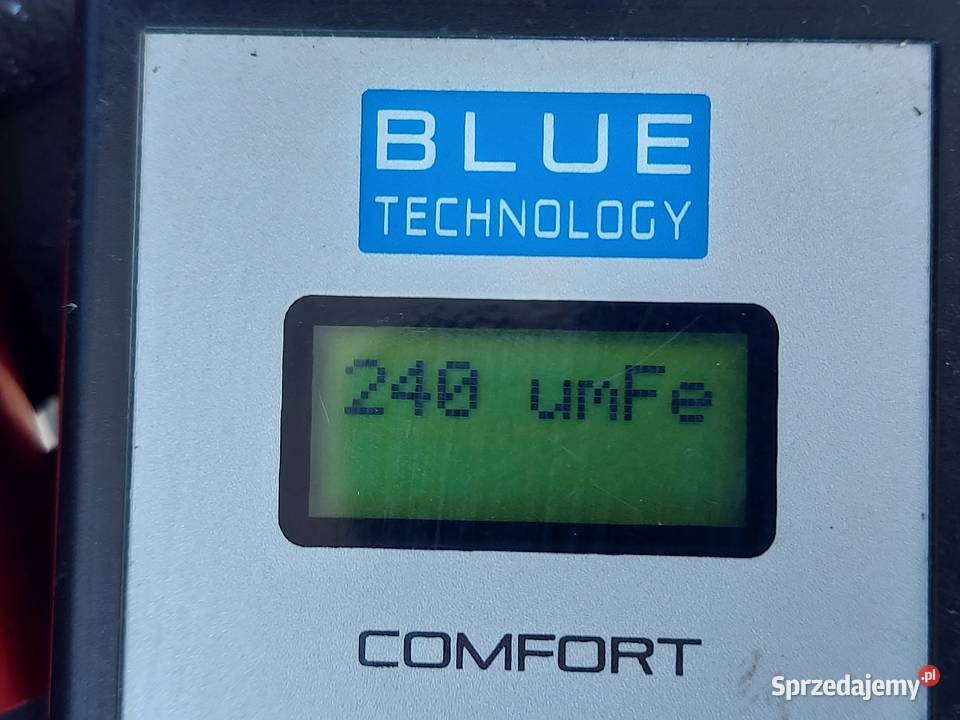 BLUE
TECHNOLOGY
240 umFe
COMFORT
Sprzedajemy.pl